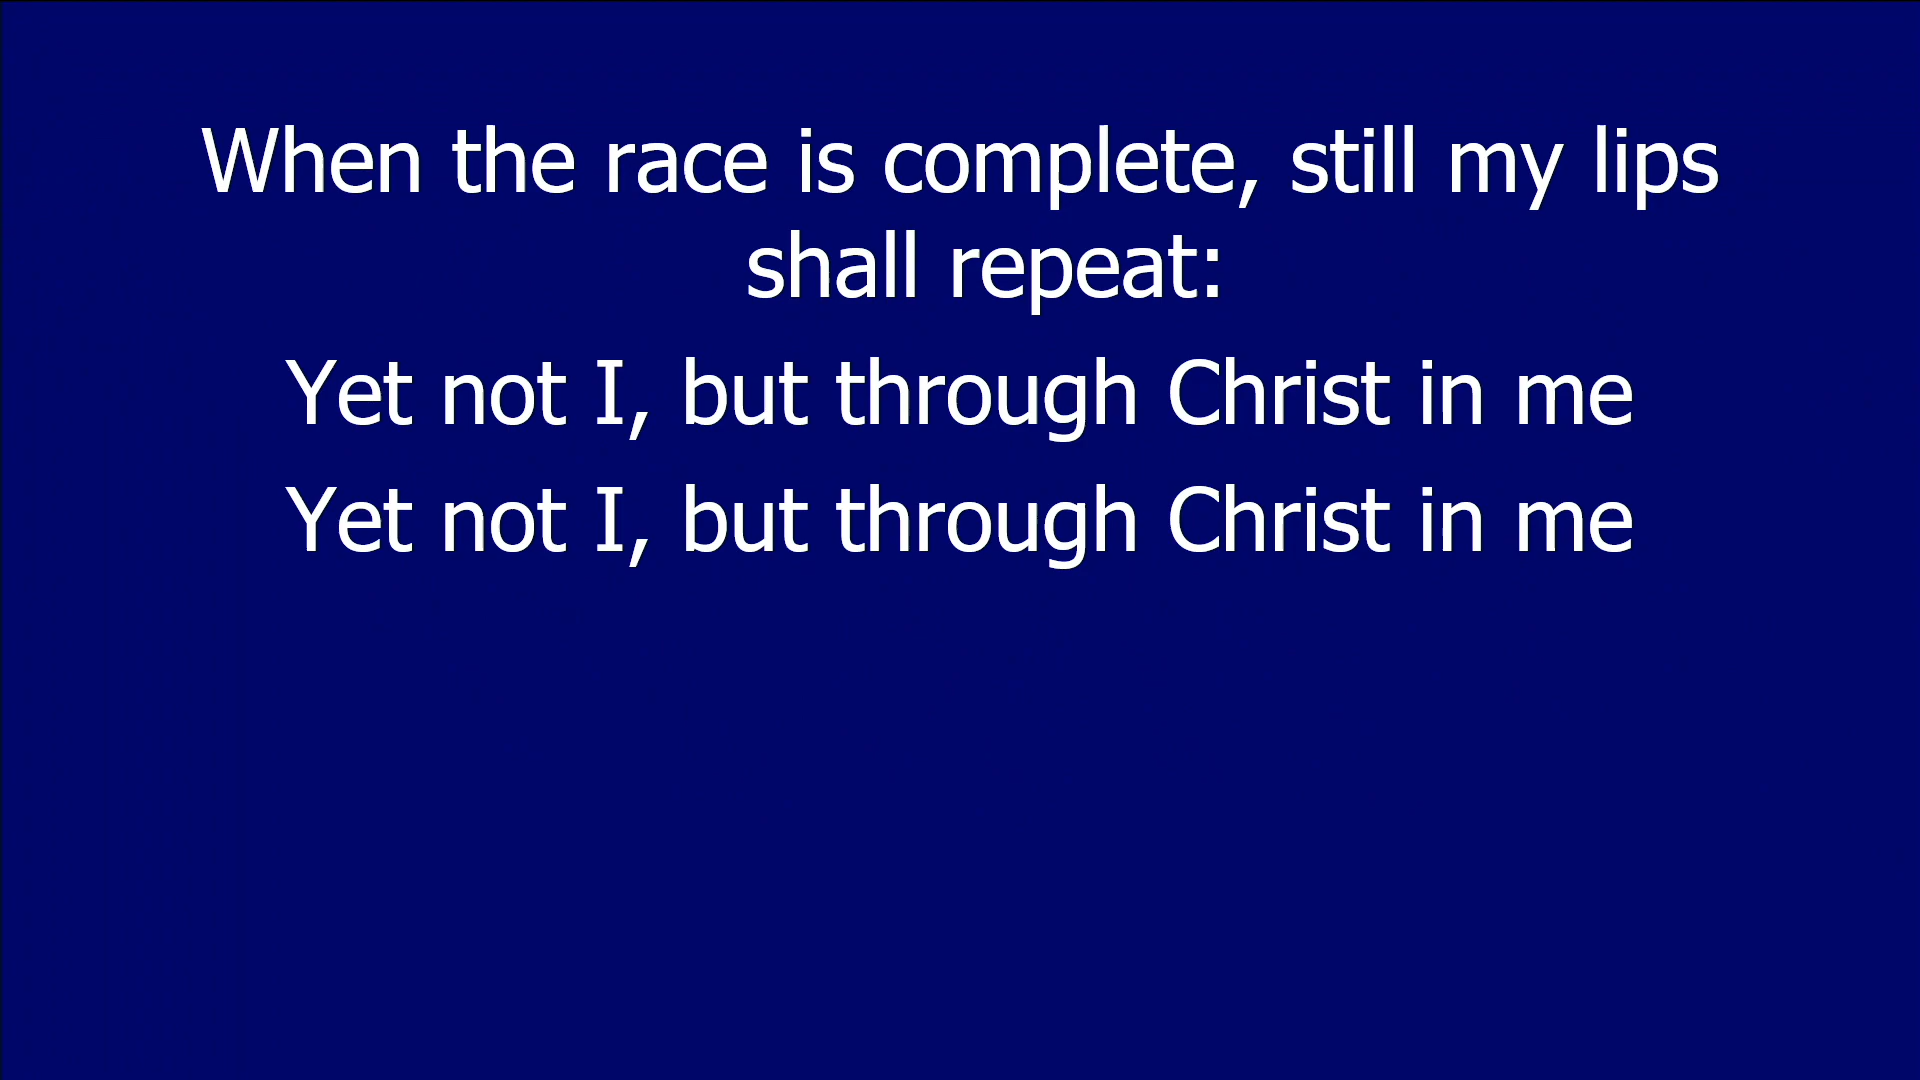 When the race is complete, still my lips
shall repeat:
Yet not I, but through Christ in me
Yet not I, but through Christ in me